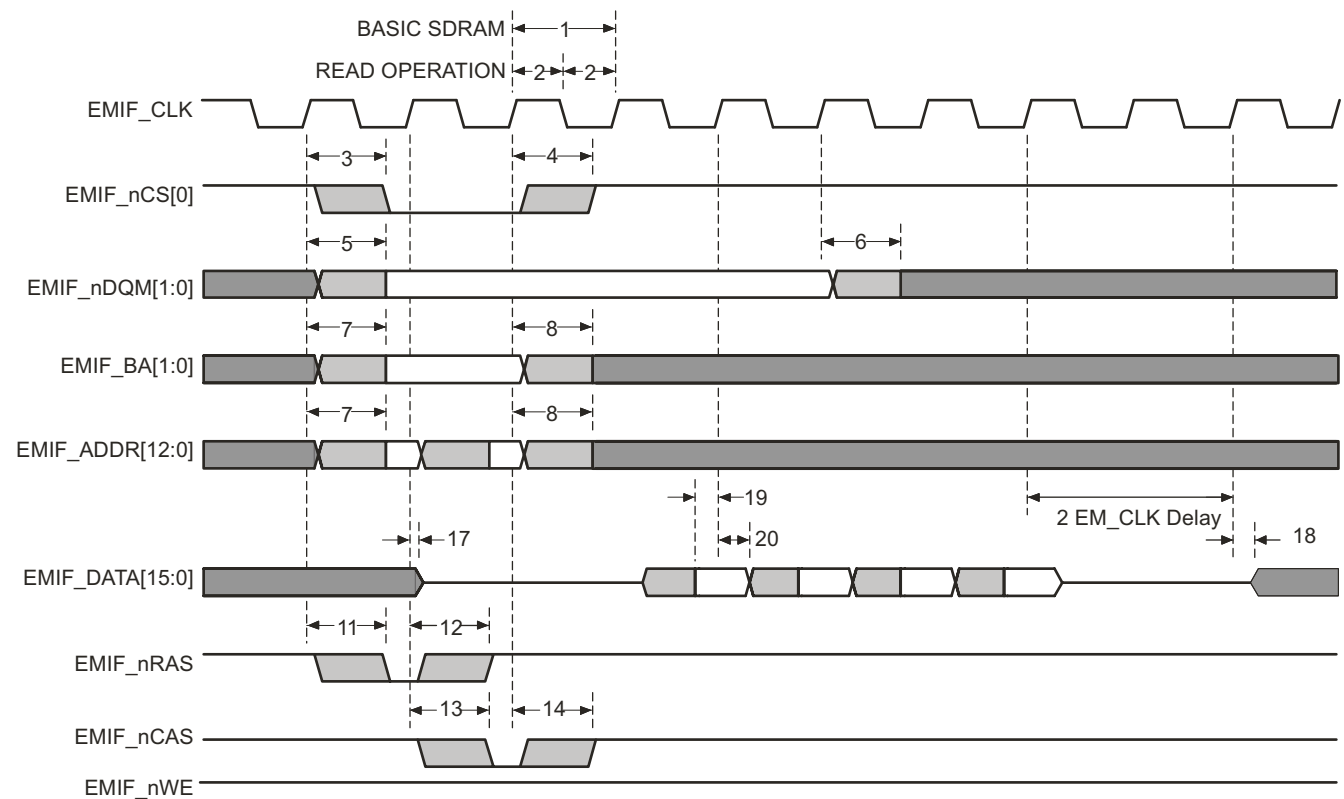 BASIC SDRAM
1
READ OPERATION
2 2
EMIF_CLK
3 4
EMIF_nCS[0]
5 6
EMIF_nDQM[1:0]
7 8
EMIF_BA[1:0]
7 8
EMIF_ADDR[12:0]
19
2 EM_CLK Delay
17 20 18
EMIF_DATA[15:0]
11 12
EMIF_nRAS
13 14
EMIF_nCAS
EMIF_nWE